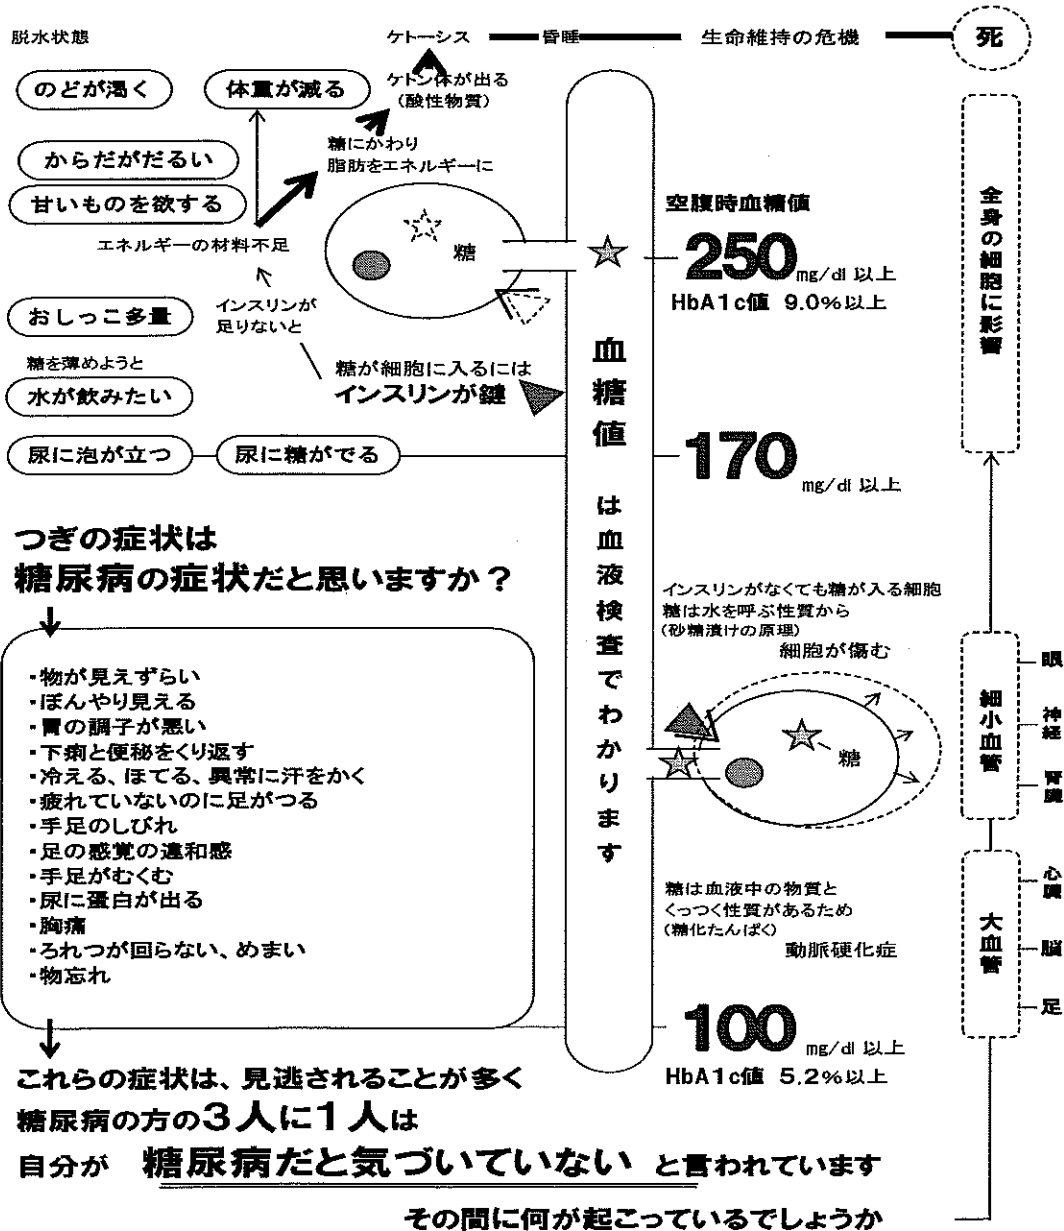 脱水状態
ケトーシス
昏睡
生命維持の危機
死
のどが渇く
体重が減る
ケトン体が出る
(酸性物質)
糖にかわり
脂肪をエネルギーに
からだがだるい
甘いものを欲する
エネルギーの材料不足
糖
空腹時血糖値
250mg/dl 以上
HbA1c値 9.0%以上
全身の細胞に影響
おしっこ多量
インスリンが
足りないと
糖を薄めようと
水が飲みたい
糖が細胞に入るには
インスリンが鍵
尿に泡が立つ
尿に糖がでる
170mg/dl 以上
血糖値は血液検査でわかります
つぎの症状は
糖尿病の症状だと思いますか？
・物が見えずらい
・ぼんやり見える
・胃の調子が悪い
・下痢と便秘をくり返す
・冷える、ほてる、異常に汗をかく
・疲れていないのに足がつる
・手足のしびれ
・足の感覚の違和感
・手足がむくむ
・尿に蛋白が出る
・胸痛
・ろれつが回らない、めまい
・物忘れ
インスリンがなくても糖が入る細胞
糖は水を呼ぶ性質から
(砂糖漬けの原理)
細胞が傷む
糖
細小血管
眼
神経
腎臓
糖は血液中の物質と
くっつく性質があるため
(糖化たんぱく)
動脈硬化症
大血管
心臓
脳
足
100mg/dl 以上
HbA1c値 5.2%以上
これらの症状は、見逃されることが多く
糖尿病の方の3人に1人は
自分が 糖尿病だと気づいていない と言われています
その間に何が起こっているでしょうか